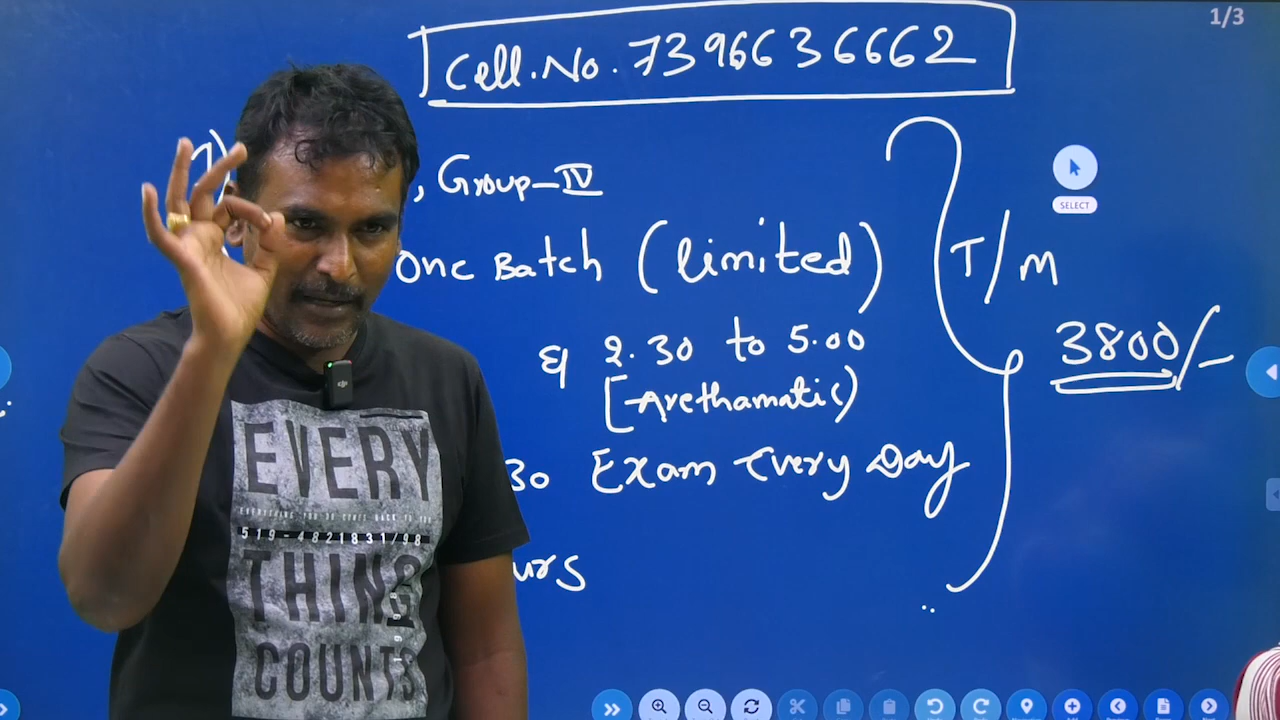 1/3
Cell.No.7396636662
, Group-IV
One Batch (limited)
T/M
SELECT
& 2.30 to 5.00
3800/-
[Arethamatic)
30 Exam Every Day
urs
EVERY
519-4821831/98
THING
COUNTS